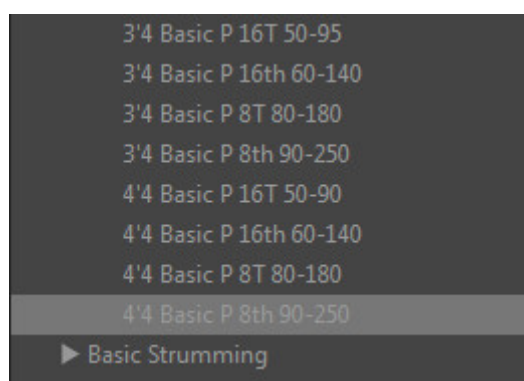 3'4 Basic P 16T 50-95
3'4 Basic P 16th 60-140
3'4 Basic P 8T 80-180
3'4 Basic P 8th 90-250
4'4 Basic P 16T 50-90
4'4 Basic P 16th 60-140
4'4 Basic P 8T 80-180
4'4 Basic P 8th 90-250
Basic Strumming